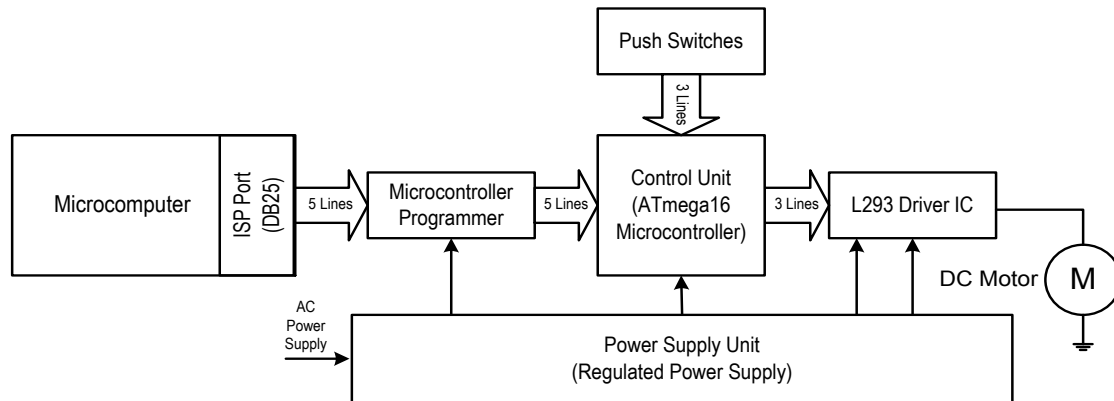 Push Switches
3 Lines
Microcomputer
ISP Port
(DB25)
5 Lines
Microcontroller
Programmer
5 Lines
Control Unit
(ATmega16
Microcontroller)
3 Lines
L293 Driver IC
DC Motor
M
AC
Power
Supply
Power Supply Unit
(Regulated Power Supply)